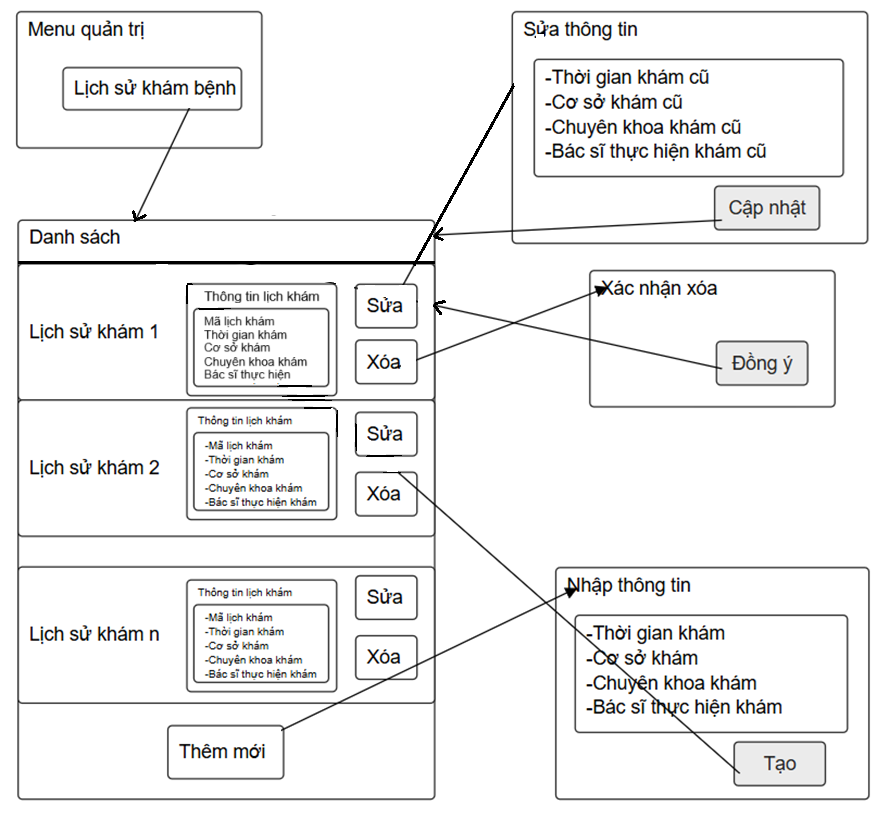 Menu quản trị
Lịch sử khám bệnh
Sửa thông tin
-Thời gian khám cũ
-Cơ sở khám cũ
-Chuyên khoa khám cũ
-Bác sĩ thực hiện khám cũ
Cập nhật
Danh sách
Lịch sử khám 1
Thông tin lịch khám
Mã lịch khám
Thời gian khám
Cơ sở khám
Chuyên khoa khám
Bác sĩ thực hiện
Sửa
Xóa
Xác nhận xóa
Đồng ý
Lịch sử khám 2
Thông tin lịch khám
-Mã lịch khám
-Thời gian khám
-Cơ sở khám
-Chuyên khoa khám
-Bác sĩ thực hiện khám
Sửa
Xóa
Lịch sử khám n
Thông tin lịch khám
-Mã lịch khám
-Thời gian khám
-Cơ sở khám
-Chuyên khoa khám
-Bác sĩ thực hiện khám
Sửa
Xóa
Thêm mới
Nhập thông tin
-Thời gian khám
-Cơ sở khám
-Chuyên khoa khám
-Bác sĩ thực hiện khám
Tạo